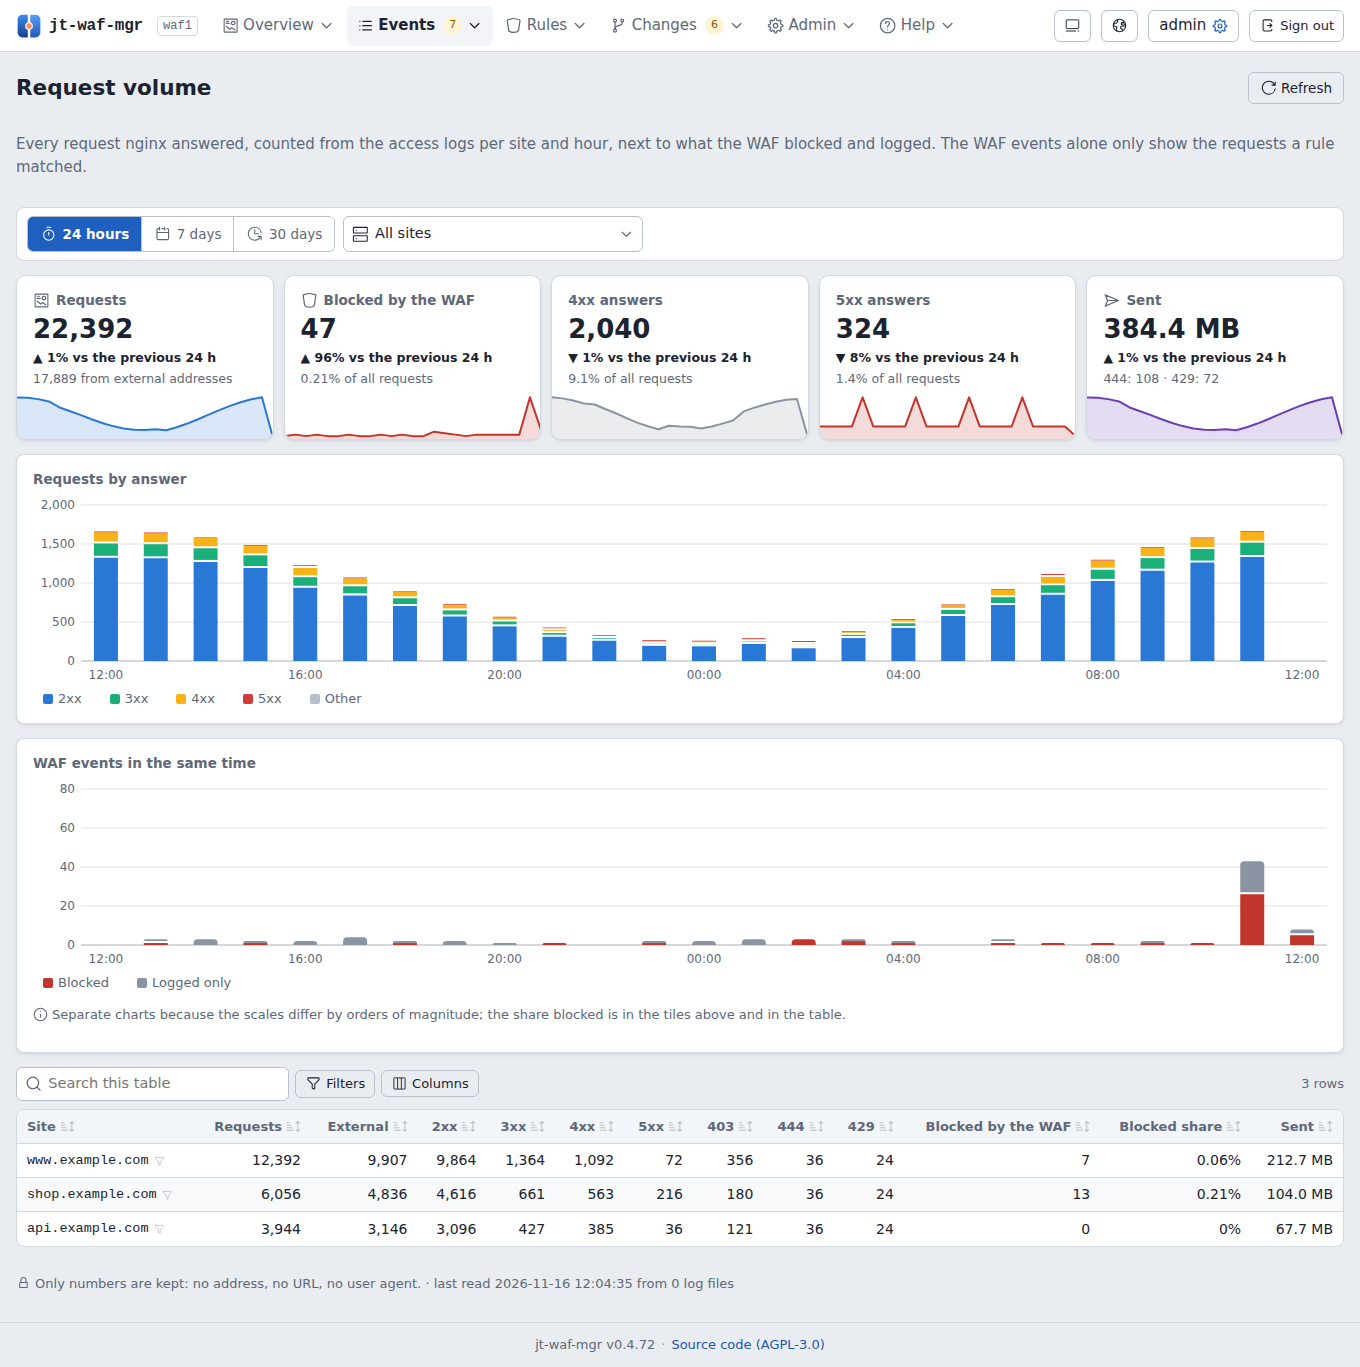 jt-waf-mgr waf1 Overview Events 7 Rules Changes 6 Admin Help admin Sign out
Request volume
Refresh
Every request nginx answered, counted from the access logs per site and hour, next to what the WAF blocked and logged. The WAF events alone only show the requests a rule
matched.
24 hours 7 days 30 days All sites
Requests
22,392
▲ 1% vs the previous 24 h
17,889 from external addresses
Blocked by the WAF
47
▲ 96% vs the previous 24 h
0.21% of all requests
4xx answers
2,040
▼ 1% vs the previous 24 h
9.1% of all requests
5xx answers
324
▼ 8% vs the previous 24 h
1.4% of all requests
Sent
384.4 MB
▲ 1% vs the previous 24 h
444: 108 · 429: 72
Requests by answer
2,000
1,500
1,000
500
0
12:00 16:00 20:00 00:00 04:00 08:00 12:00
2xx 3xx 4xx 5xx Other
WAF events in the same time
80
60
40
20
0
12:00 16:00 20:00 00:00 04:00 08:00 12:00
Blocked Logged only
Separate charts because the scales differ by orders of magnitude; the share blocked is in the tiles above and in the table.
Search this table Filters Columns 3 rows
Site Requests External 2xx 3xx 4xx 5xx 403 444 429 Blocked by the WAF Blocked share Sent
www.example.com 12,392 9,907 9,864 1,364 1,092 72 356 36 24 7 0.06% 212.7 MB
shop.example.com 6,056 4,836 4,616 661 563 216 180 36 24 13 0.21% 104.0 MB
api.example.com 3,944 3,146 3,096 427 385 36 121 36 24 0 0% 67.7 MB
Only numbers are kept: no address, no URL, no user agent. · last read 2026-11-16 12:04:35 from 0 log files
jt-waf-mgr v0.4.72 · Source code (AGPL-3.0)